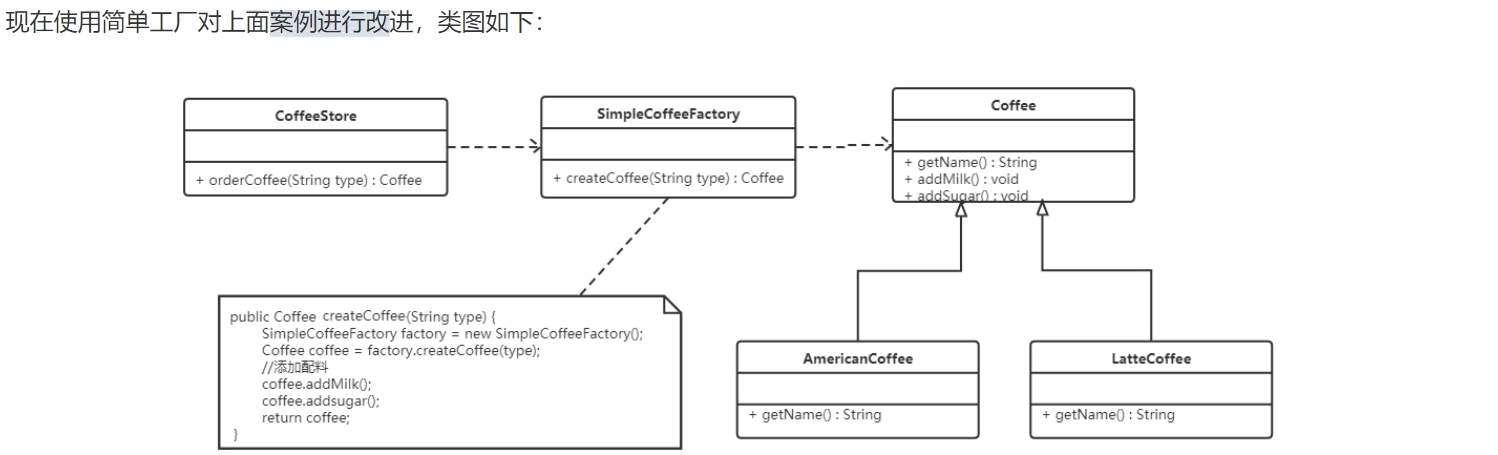 现在使用简单工厂对上面案例进行改进，类图如下：
CoffeeStore
+ orderCoffee(String type) : Coffee
SimpleCoffeeFactory
+ createCoffee(String type) : Coffee
Coffee
+ getName() : String
+ addMilk() : void
+ addSugar() : void
public Coffee createCoffee(String type) {
SimpleCoffeeFactory factory = new SimpleCoffeeFactory();
Coffee coffee = factory.createCoffee(type);
//添加配料
coffee.addMilk();
coffee.addsugar();
return coffee;
}
AmericanCoffee
+ getName() : String
LatteCoffee
+ getName() : String